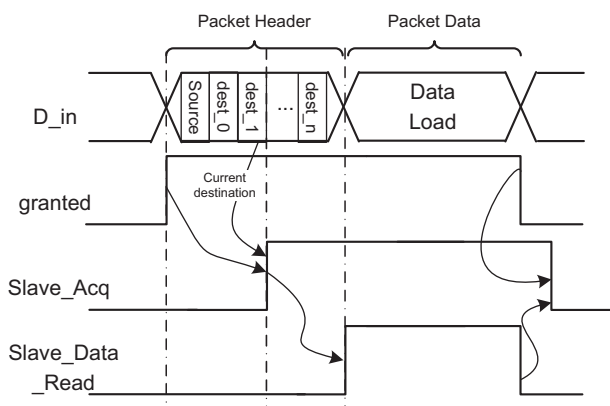 Packet Header
Packet Data
D_in
Source
dest_0
dest_1
...
dest_n
Data
Load
Current
destination
granted
Slave_Acq
Slave_Data
_Read